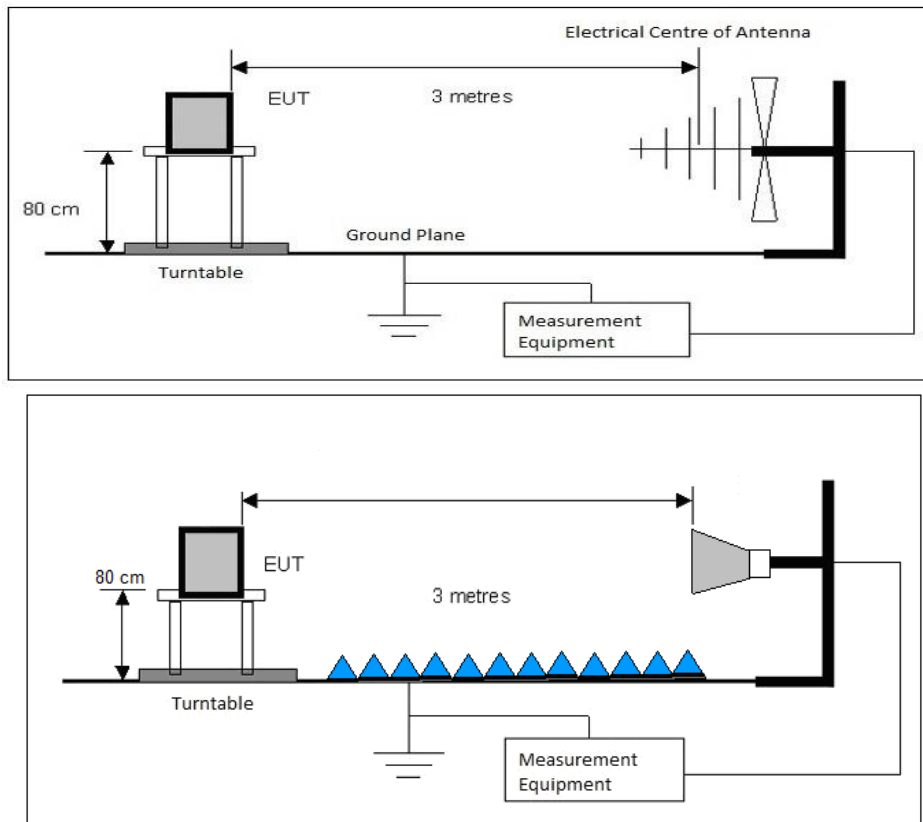 Electrical Centre of Antenna
EUT
3 metres
80 cm
Ground Plane
Turntable
Measurement
Equipment
EUT
80 cm
3 metres
Turntable
Measurement
Equipment